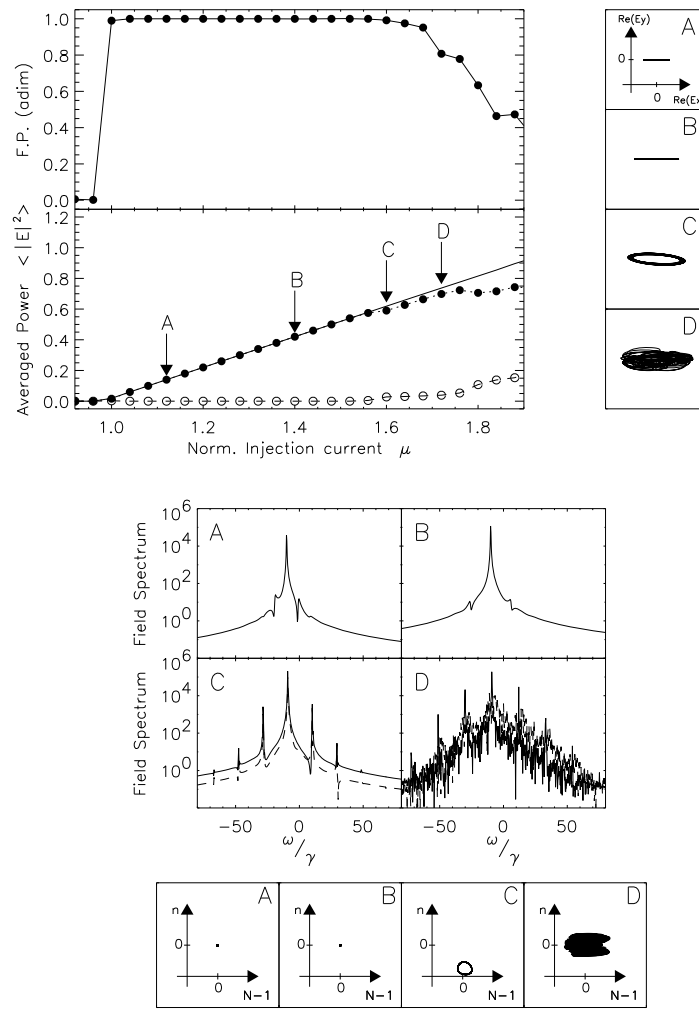 1.0
0.8
0.6
0.4
0.2
0.0
F.P. (adim)
1.2
1.0
0.8
0.6
0.4
0.2
0.0
Averaged Power < |E|² >
A
B
C
D
1.0 1.2 1.4 1.6 1.8
Norm. Injection current μ
Re(Ey)
A
0
0
Re(Ex
B
C
D
10⁶
10⁴
10²
10⁰
10⁶
Field Spectrum
A
B
10⁴
10²
10⁰
Field Spectrum
C
D
−50 0 50 −50 0 50
ω/γ ω/γ
A B C D
n n n n
0 0 0 0
0 0 0 0
N−1 N−1 N−1 N−1